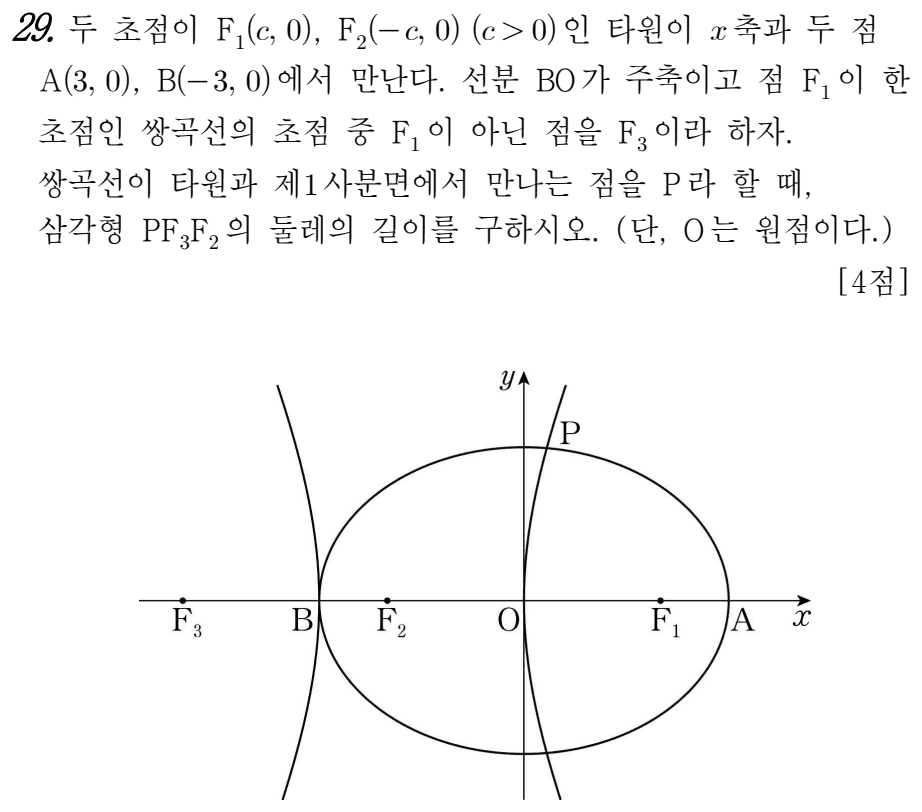 29. 두 초점이 F₁(c, 0), F₂(−c, 0) (c > 0)인 타원이 x축과 두 점
A(3, 0), B(−3, 0)에서 만난다. 선분 BO가 주축이고 점 F₁이 한
초점인 쌍곡선의 초점 중 F₁이 아닌 점을 F₃이라 하자.
쌍곡선이 타원과 제1사분면에서 만나는 점을 P라 할 때,
삼각형 PF₃F₂의 둘레의 길이를 구하시오. (단, O는 원점이다.)
[4점]
y
P
F₃ B F₂ O F₁ A x